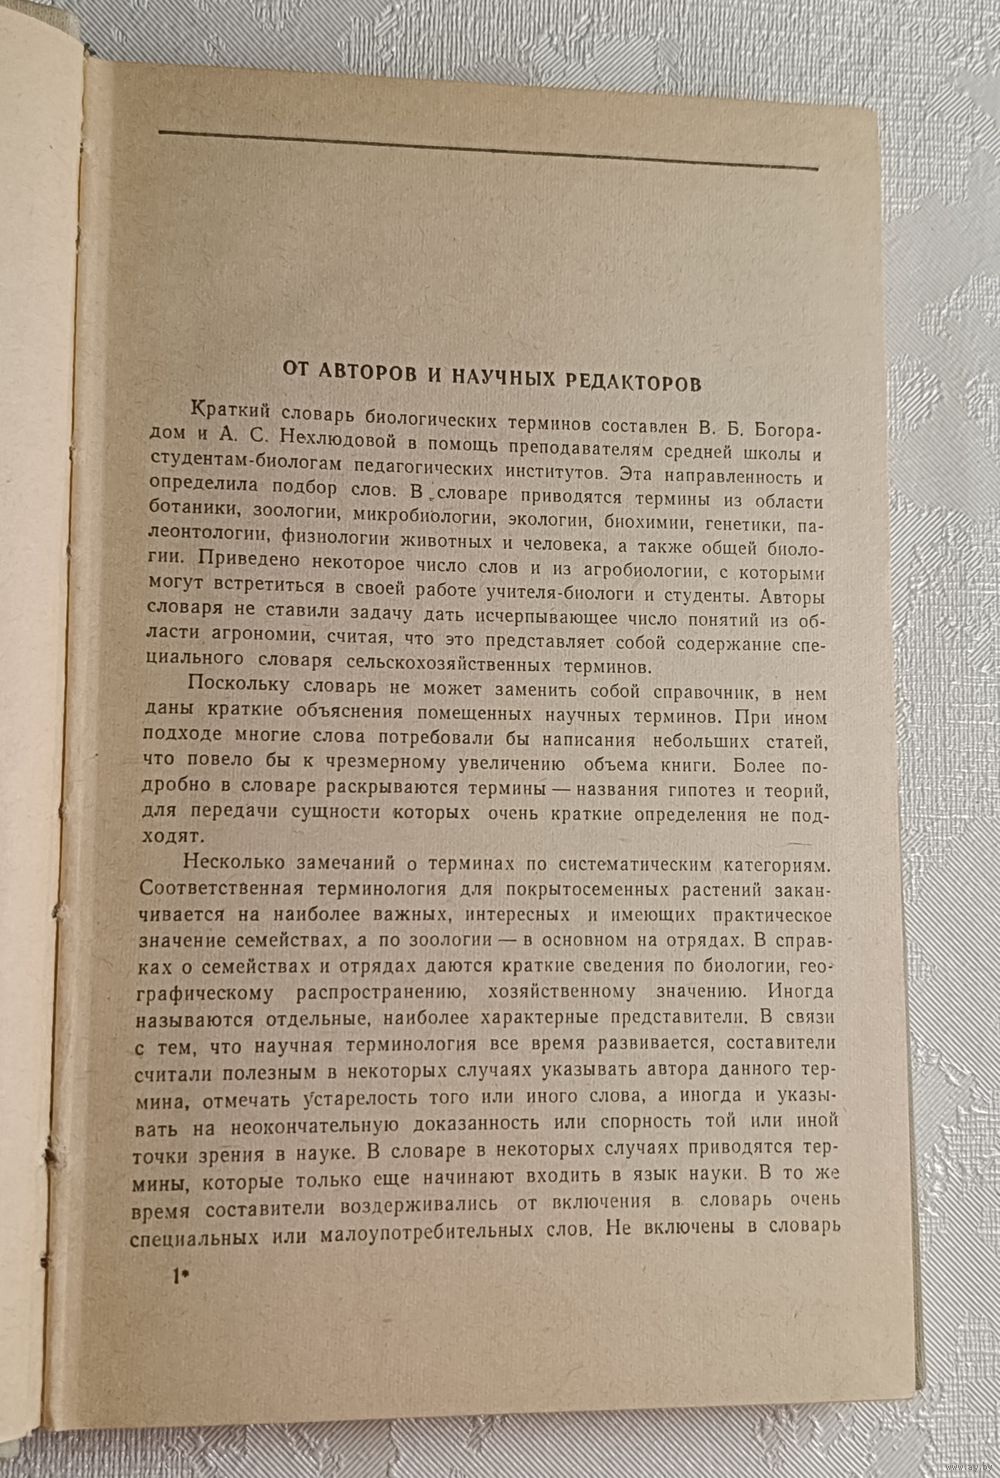 ОТ АВТОРОВ И НАУЧНЫХ РЕДАКТОРОВ
Краткий словарь биологических терминов составлен В. Б. Богора-
дом и А. С. Нехлюдовой в помощь преподавателям средней школы и
студентам-биологам педагогических институтов. Эта направленность и
определила подбор слов. В словаре приводятся термины из области
ботаники, зоологии, микробиологии, экологии, биохимии, генетики, па-
леонтологии, физиологии животных и человека, а также общей биоло-
гии. Приведено некоторое число слов и из агробиологии, с которыми
могут встретиться в своей работе учителя-биологи и студенты. Авторы
словаря не ставили задачу дать исчерпывающее число понятий из об-
ласти агрономии, считая, что это представляет собой содержание спе-
циального словаря сельскохозяйственных терминов.
Поскольку словарь не может заменить собой справочник, в нем
даны краткие объяснения помещенных научных терминов. При ином
подходе многие слова потребовали бы написания небольших статей,
что повело бы к чрезмерному увеличению объема книги. Более по-
дробно в словаре раскрываются термины — названия гипотез и теорий,
для передачи сущности которых очень краткие определения не под-
ходят.
Несколько замечаний о терминах по систематическим категориям.
Соответственная терминология для покрытосеменных растений закан-
чивается на наиболее важных, интересных и имеющих практическое
значение семействах, а по зоологии — в основном на отрядах. В справ-
ках о семействах и отрядах даются краткие сведения по биологии, гео-
графическому распространению, хозяйственному значению. Иногда
называются отдельные, наиболее характерные представители. В связи
с тем, что научная терминология все время развивается, составители
считали полезным в некоторых случаях указывать автора данного тер-
мина, отмечать устарелость того или иного слова, а иногда и указы-
вать на неокончательную доказанность или спорность той или иной
точки зрения в науке. В словаре в некоторых случаях приводятся тер-
мины, которые только еще начинают входить в язык науки. В то же
время составители воздерживались от включения в словарь очень
специальных или малоупотребительных слов. Не включены в словарь
1*
www.ay.by